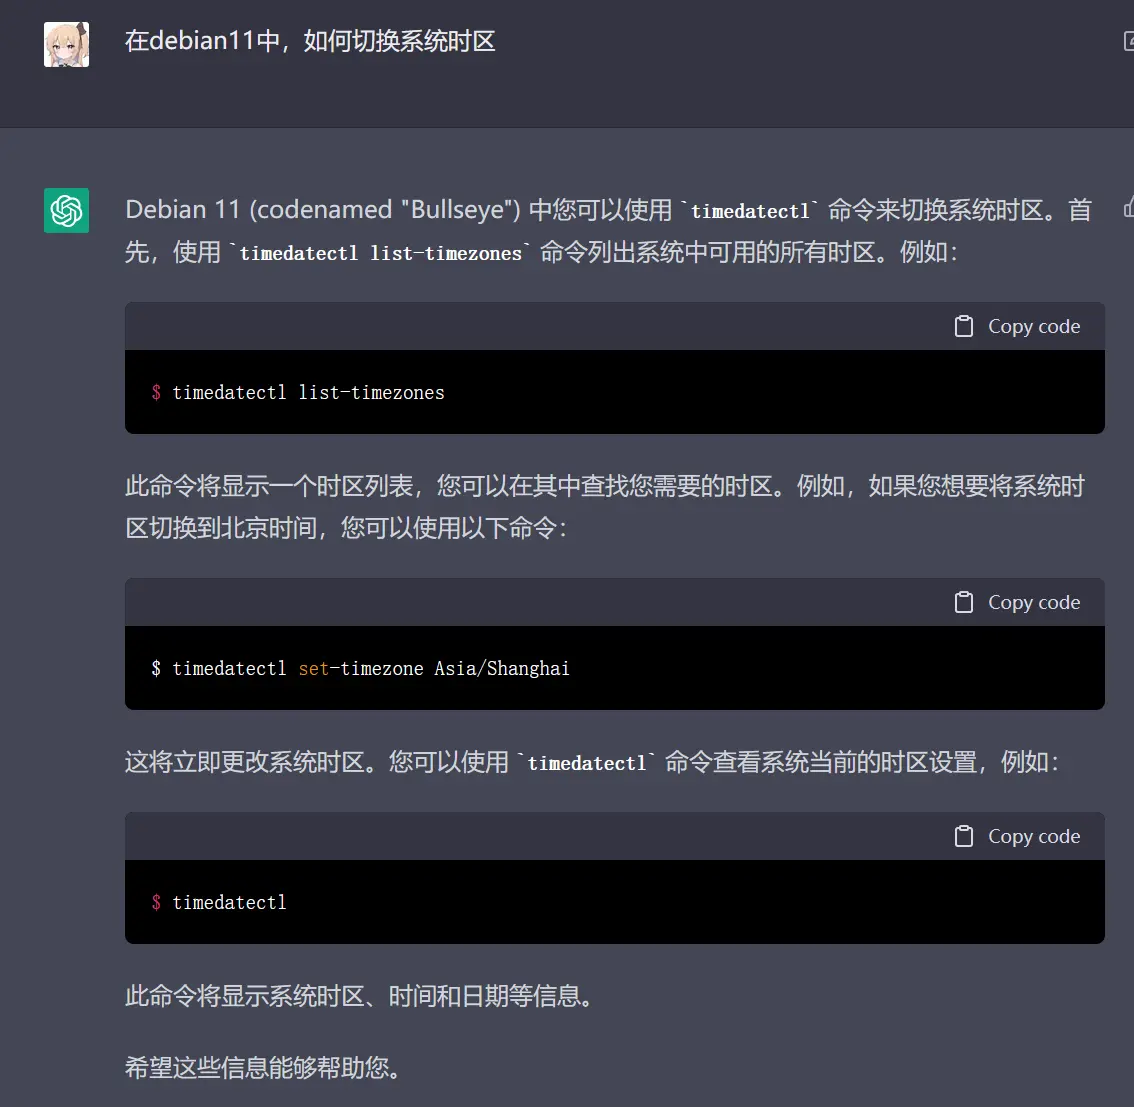 在debian11中，如何切换系统时区
Debian 11 (codenamed "Bullseye") 中您可以使用 `timedatectl` 命令来切换系统时区。首
先，使用 `timedatectl list-timezones` 命令列出系统中可用的所有时区。例如：
Copy code
$ timedatectl list-timezones
此命令将显示一个时区列表，您可以在其中查找您需要的时区。例如，如果您想要将系统时
区切换到北京时间，您可以使用以下命令：
Copy code
$ timedatectl set-timezone Asia/Shanghai
这将立即更改系统时区。您可以使用 `timedatectl` 命令查看系统当前的时区设置，例如：
Copy code
$ timedatectl
此命令将显示系统时区、时间和日期等信息。
希望这些信息能够帮助您。